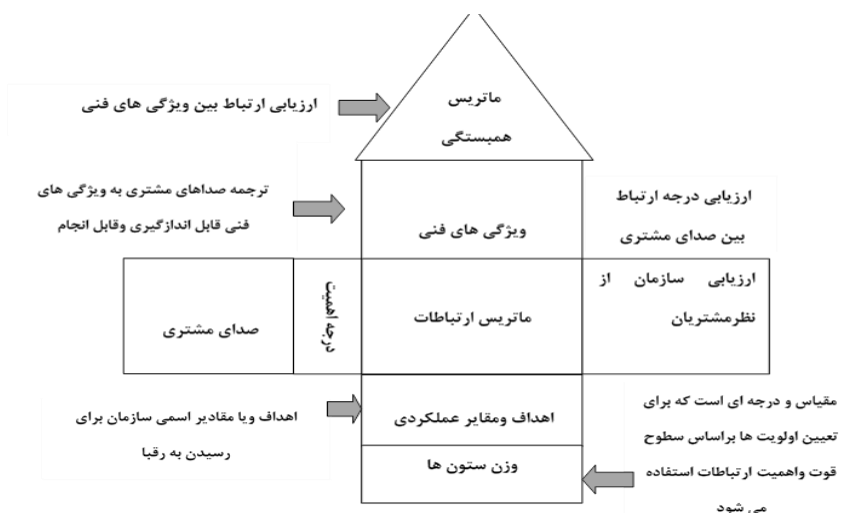 ماتریس
همبستگی
ارزیابی ارتباط بین ویژگی های فنی
ترجمه صداهای مشتری به ویژگی های
فنی قابل اندازگیری وقابل انجام
ویژگی های فنی
ارزیابی درجه ارتباط
بین صدای مشتری
ارزیابی سازمان از
نظرمشتریان
ماتریس ارتباطات
درجه اهمیت
صدای مشتری
اهداف ومقایر عملکردی
اهداف ویا مقادیر اسمی سازمان برای
رسیدن به رقبا
وزن ستون ها
مقیاس و درجه ای است که برای
تعیین اولویت ها براساس سطوح
قوت واهمیت ارتباطات استفاده
می شود